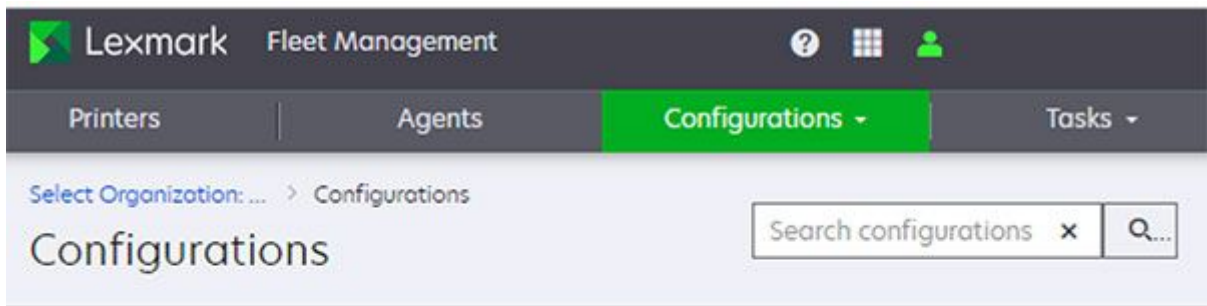 Lexmark Fleet Management ?
Printers Agents Configurations Tasks
Select Organization: ... > Configurations
Configurations
Search configurations × ...